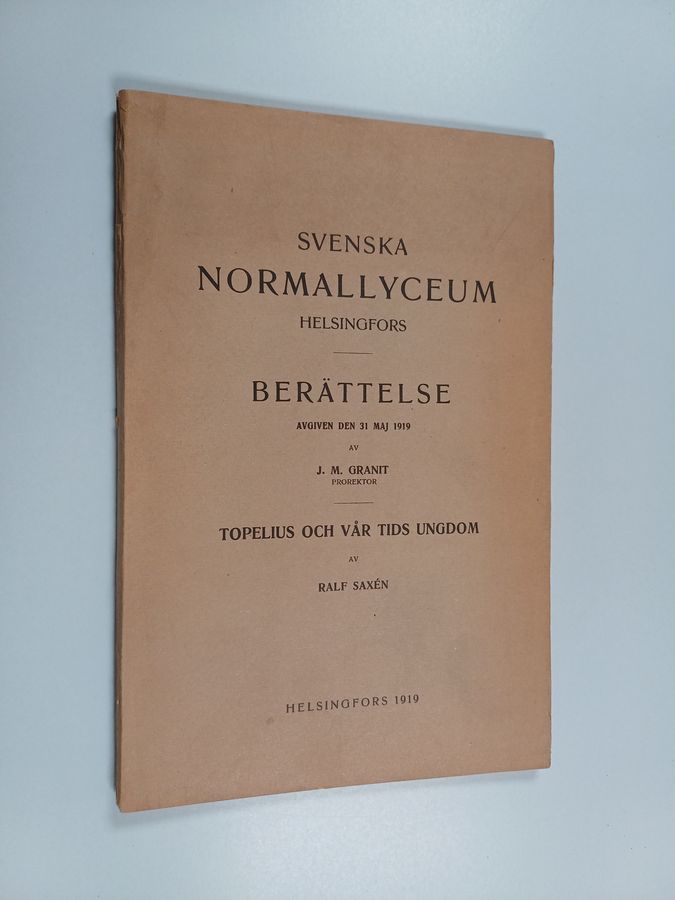 SVENSKA
NORMALLYCEUM
HELSINGFORS
BERÄTTELSE
AVGIVEN DEN 31 MAJ 1919
AV
J. M. GRANIT
PROREKTOR
TOPELIUS OCH VÅR TIDS UNGDOM
AV
RALF SAXÉN
HELSINGFORS 1919